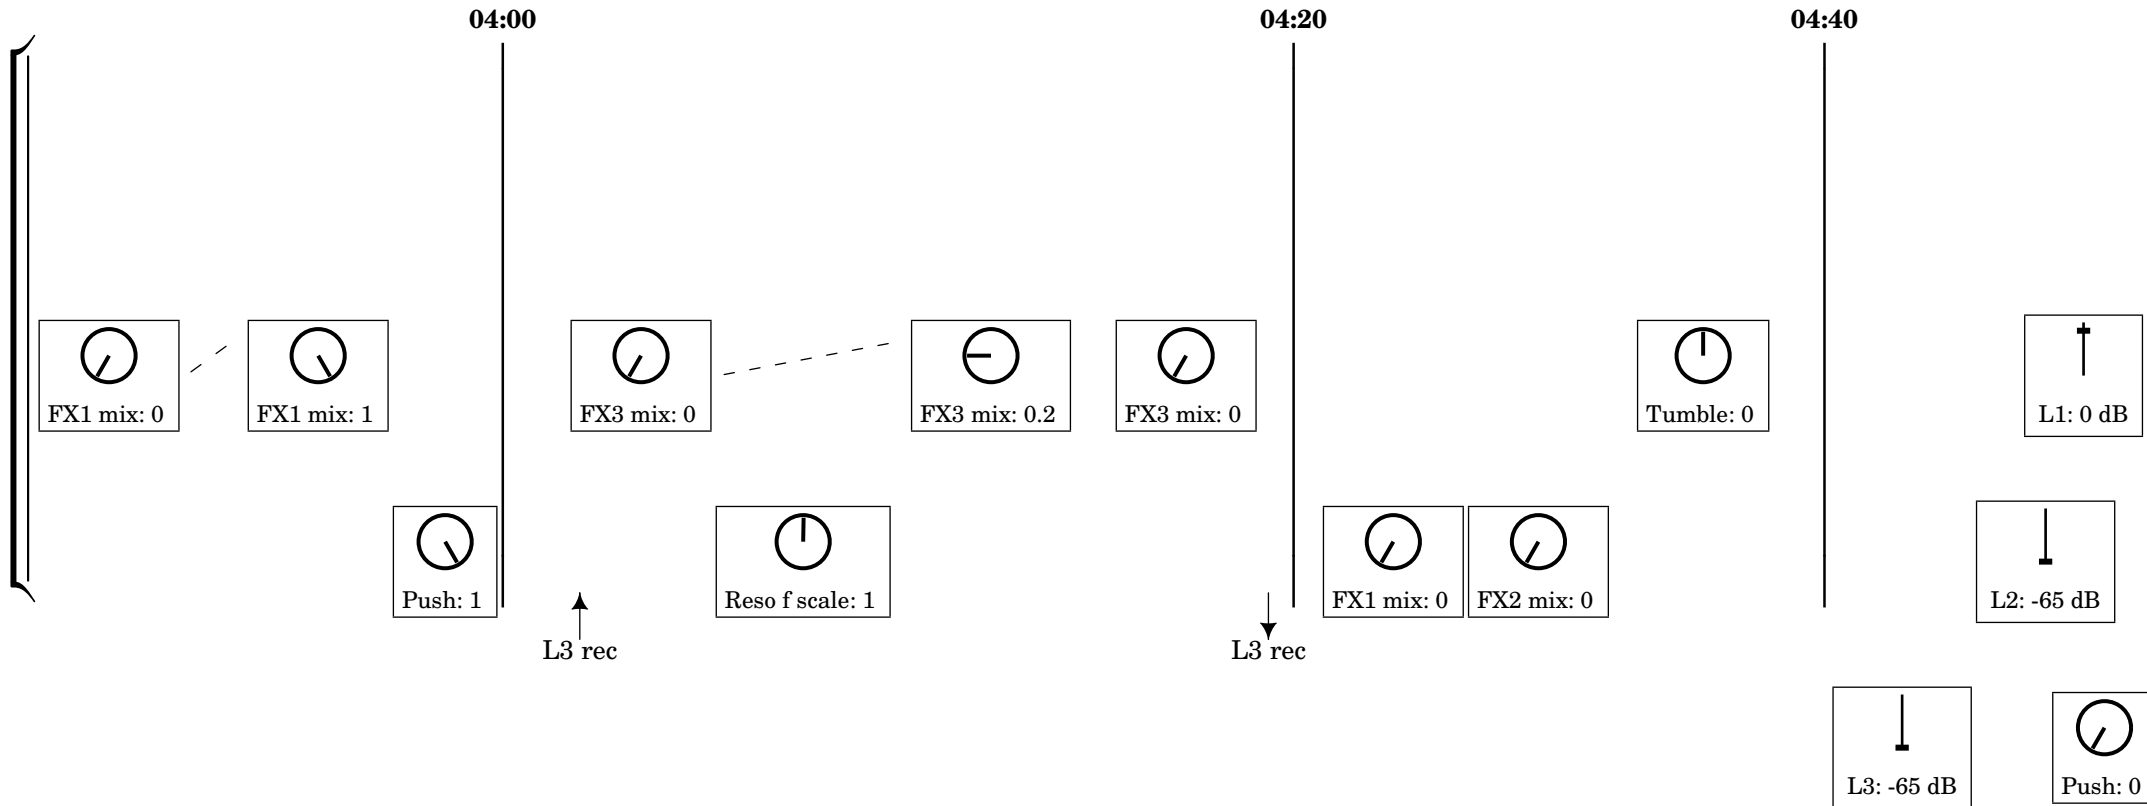 04:00
04:20
04:40
FX1 mix: 0
FX1 mix: 1
FX3 mix: 0
FX3 mix: 0.2
FX3 mix: 0
Tumble: 0
L1: 0 dB
Push: 1
Reso f scale: 1
FX1 mix: 0
FX2 mix: 0
L2: -65 dB
L3 rec
L3 rec
L3: -65 dB
Push: 0